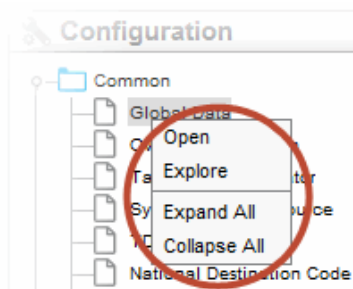 Configuration
Common
Global Data
Open
Explore
Expand All
Collapse All
National Destination Code